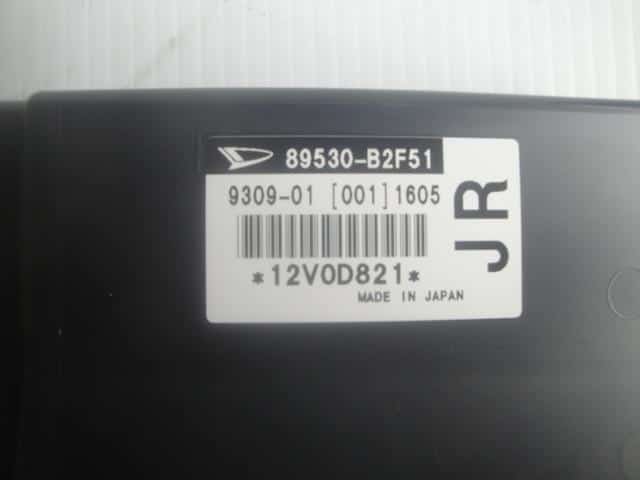 89530-B2F51
9309-01 [001] 1605
*12V0D821*
MADE IN JAPAN
JR